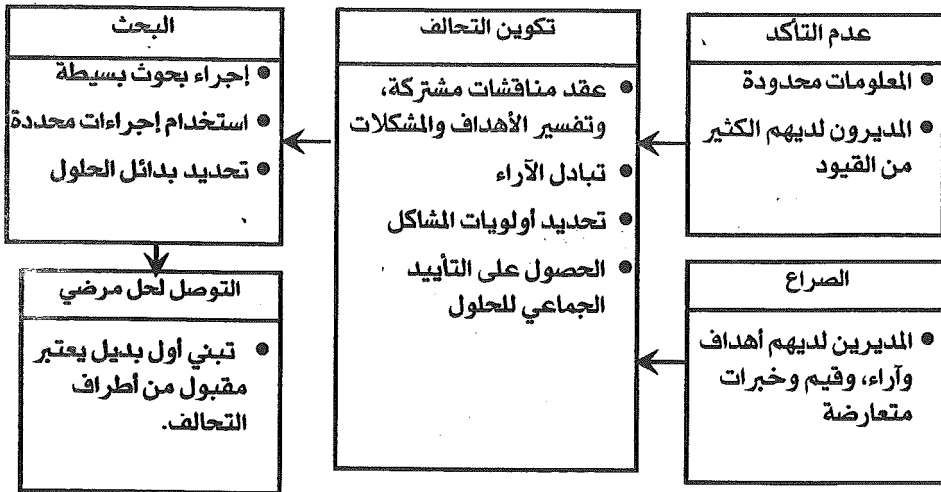 عدم التأكد
● المعلومات محدودة
● المديرون لديهم الكثير
من القيود
الصراع
● المديرين لديهم أهداف
وآراء، وقيم وخبرات
متعارضة
تكوين التحالف
● عقد مناقشات مشتركة،
وتفسير الأهداف والمشكلات
● تبادل الآراء
● تحديد أولويات المشاكل
● الحصول على التأييد
الجماعي للحلول
البحث
● إجراء بحوث بسيطة
● استخدام إجراءات محددة
● تحديد بدائل الحلول
التوصل لحل مرضي
● تبني أول بديل يعتبر
مقبول من أطراف
التحالف.